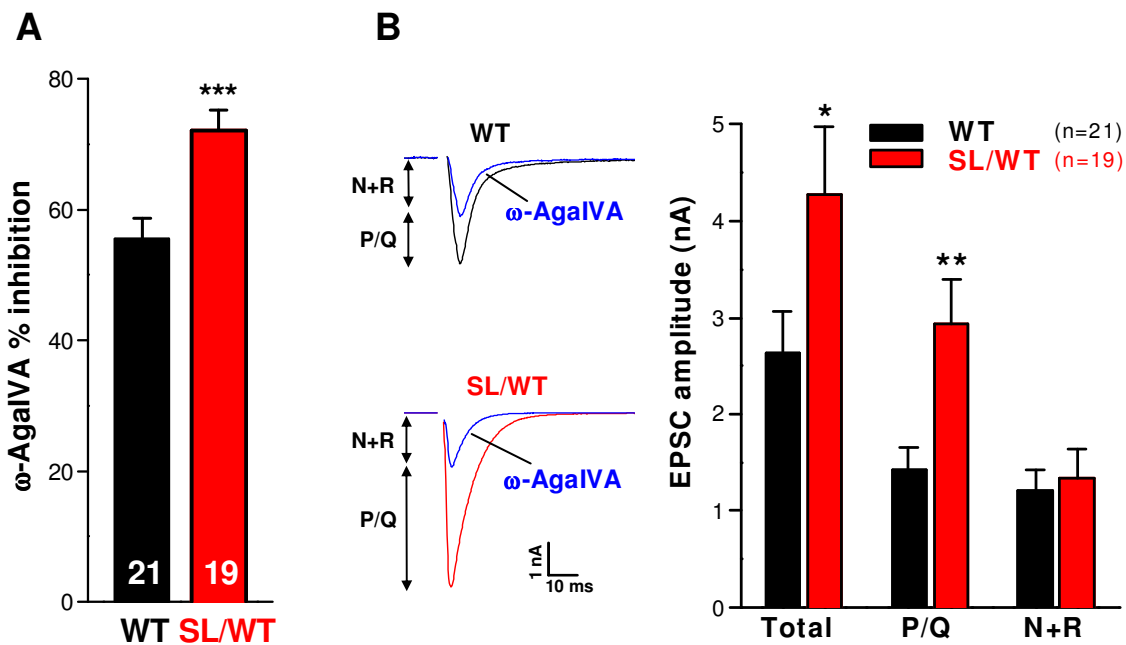 A
ω-AgaIVA % inhibition
80
60
40
20
0
***
21
19
WT
SL/WT
B
WT
N+R
P/Q
ω-AgaIVA
SL/WT
N+R
P/Q
ω-AgaIVA
1 nA
10 ms
EPSC amplitude (nA)
5
4
3
2
1
0
*
**
WT (n=21)
SL/WT (n=19)
Total
P/Q
N+R